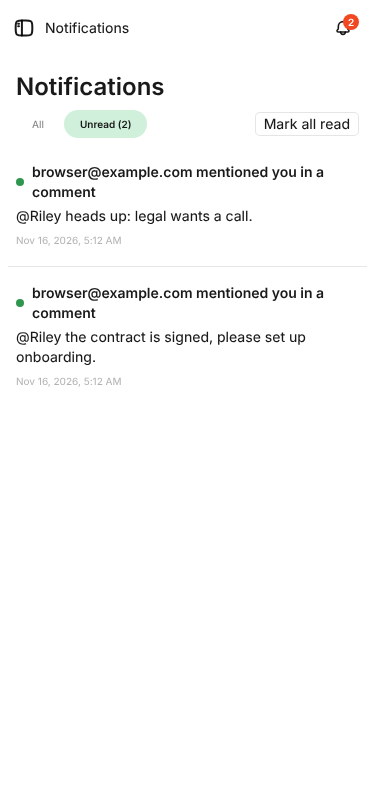 Notifications
2
Notifications
All
Unread (2)
Mark all read
browser@example.com mentioned you in a
comment
@Riley heads up: legal wants a call.
Nov 16, 2026, 5:12 AM
browser@example.com mentioned you in a
comment
@Riley the contract is signed, please set up
onboarding.
Nov 16, 2026, 5:12 AM